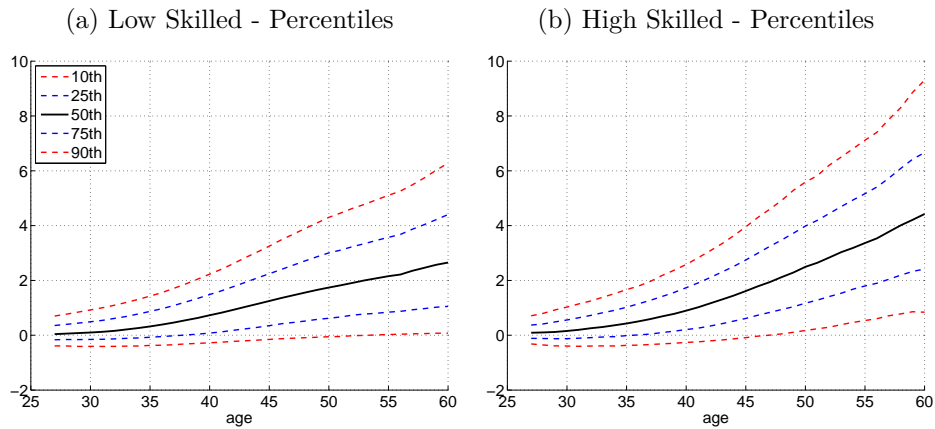 (a) Low Skilled - Percentiles
10
8
6
4
2
0
−2
25 30 35 40 45 50 55 60
age
10th
25th
50th
75th
90th
(b) High Skilled - Percentiles
10
8
6
4
2
0
−2
25 30 35 40 45 50 55 60
age